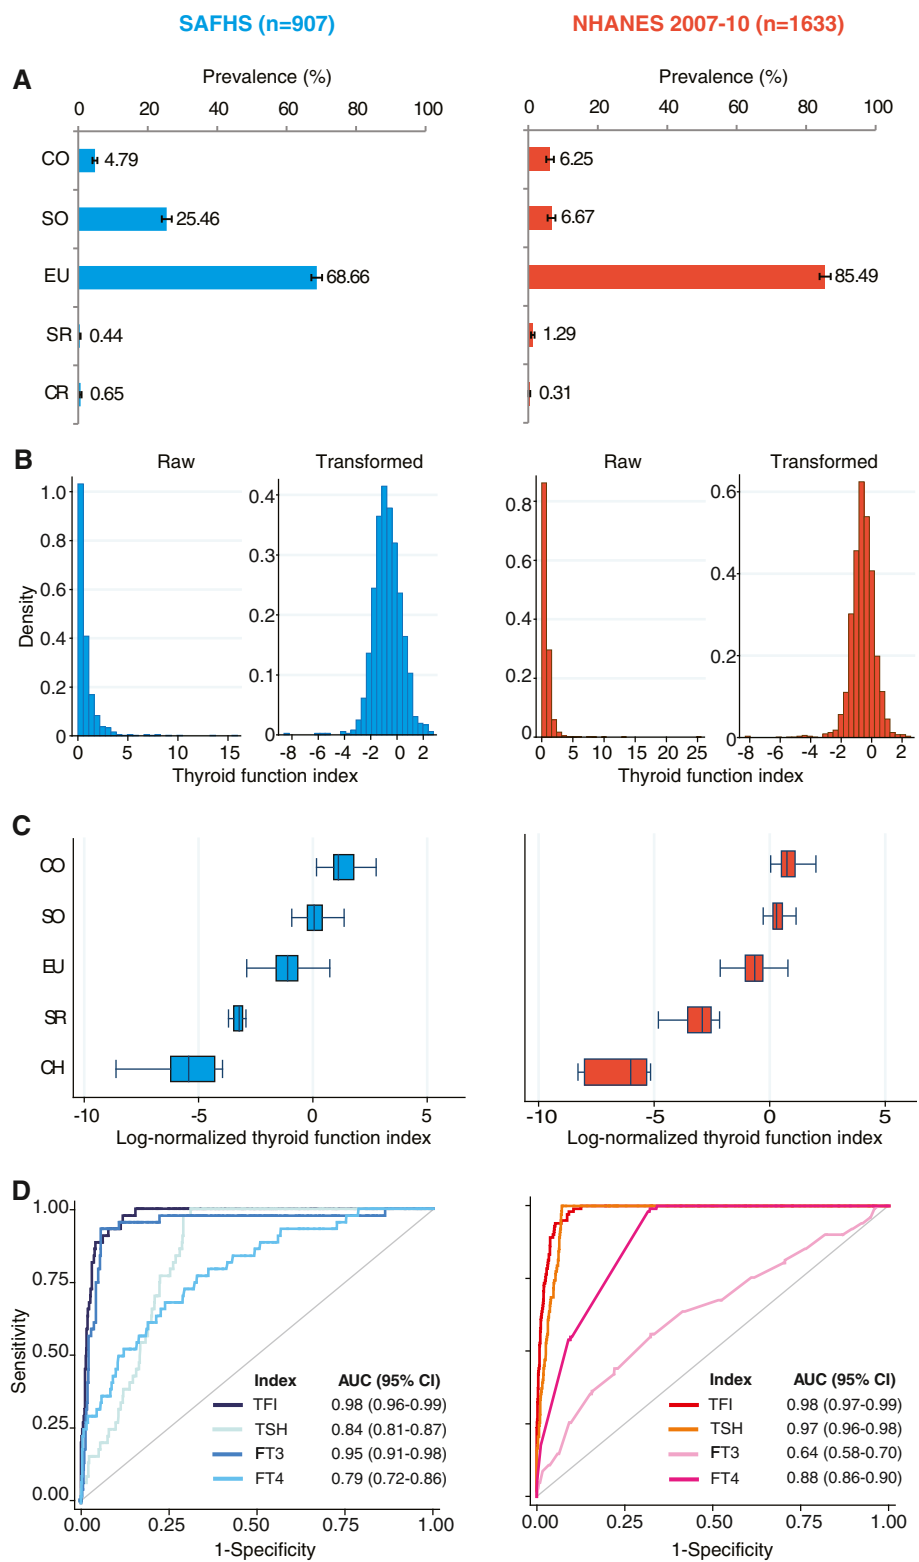 SAFHS (n=907) NHANES 2007-10 (n=1633)
A Prevalence (%) Prevalence (%)
0 20 40 60 80 100 0 20 40 60 80 100
CO 4.79 6.25
SO 25.46 6.67
EU 68.66 85.49
SR 0.44 1.29
CR 0.65 0.31
B Raw Transformed Raw Transformed
Density
1.0 0.8 0.6 0.4 0.2 0
0.4 0.3 0.2 0.1 0
0.8 0.6 0.4 0.2 0
0.6 0.4 0.2 0
0 5 10 15 -8 -6 -4 -2 0 2 0 5 10 15 20 25 -8 -6 -4 -2 0 2
Thyroid function index Thyroid function index
C
CO
SO
EU
SR
CH
-10 -5 0 5 -10 -5 0 5
Log-normalized thyroid function index Log-normalized thyroid function index
D
Sensitivity
1.00
0.75
0.50
0.25
0.00
Index AUC (95% CI) Index AUC (95% CI)
TFI 0.98 (0.96-0.99) TFI 0.98 (0.97-0.99)
TSH 0.84 (0.81-0.87) TSH 0.97 (0.96-0.98)
FT3 0.95 (0.91-0.98) FT3 0.64 (0.58-0.70)
FT4 0.79 (0.72-0.86) FT4 0.88 (0.86-0.90)
0.00 0.25 0.50 0.75 1.00 0.00 0.25 0.50 0.75 1.00
1-Specificity 1-Specificity